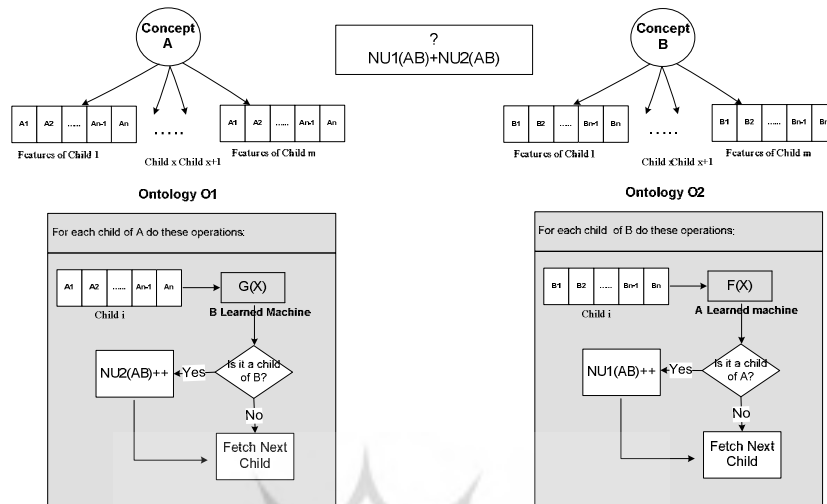 Concept
A
?
NU1(AB)+NU2(AB)
Concept
B
A1 A2 ...... An-1 An
.....
A1 A2 ...... An-1 An
B1 B2 ...... Bn-1 Bn
.....
B1 B2 ...... Bn-1 Bn
Features of Child 1
Child x Child x+1
Features of Child m
Features of Child 1
Child x Child x+1
Features of Child m
Ontology O1
Ontology O2
For each child of A do these operations:
A1 A2 ...... An-1 An
G(X)
Child i
B Learned Machine
Is it a child
of B?
Yes
NU2(AB)++
No
Fetch Next
Child
For each child of B do these operations:
B1 B2 ...... Bn-1 Bn
F(X)
Child i
A Learned machine
Is it a child
of A?
Yes
NU1(AB)++
No
Fetch Next
Child